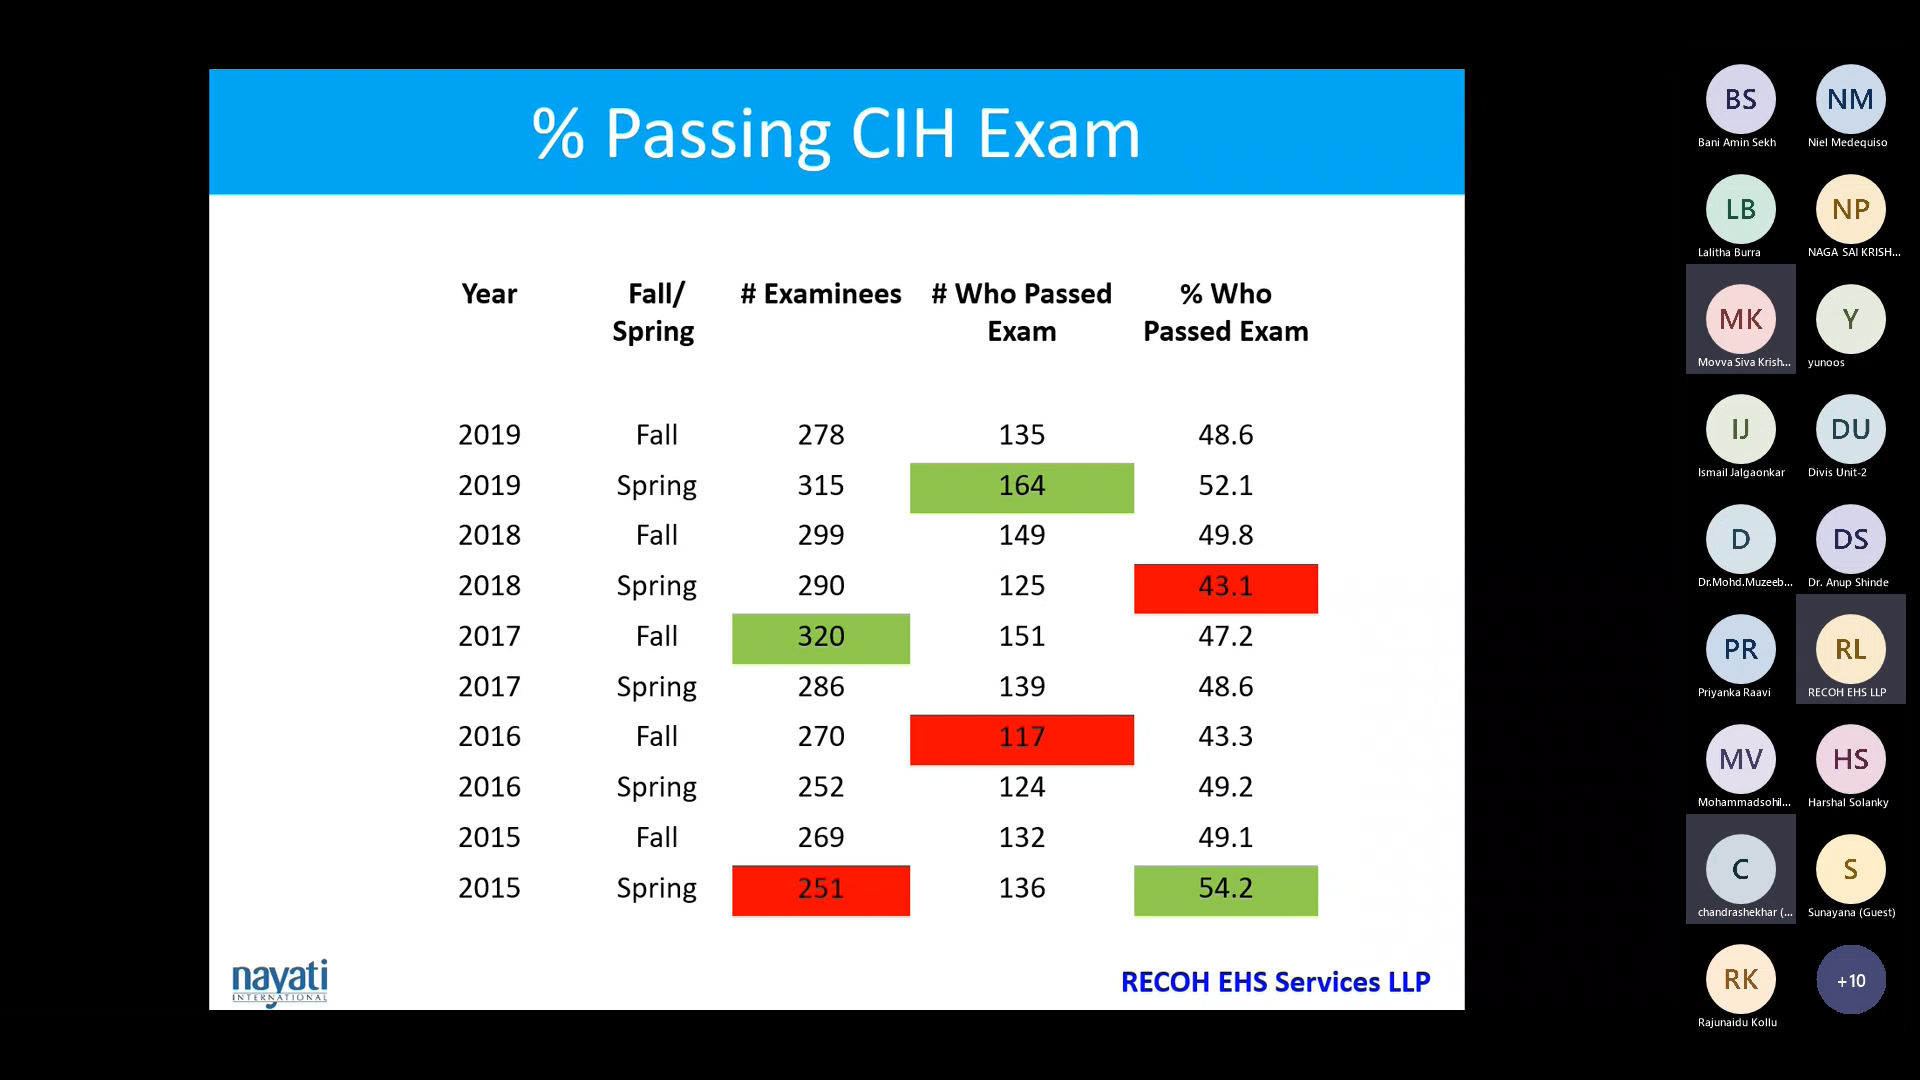 % Passing CIH Exam
Year Fall/ # Examinees # Who Passed % Who
Spring Exam Passed Exam
2019 Fall 278 135 48.6
2019 Spring 315 164 52.1
2018 Fall 299 149 49.8
2018 Spring 290 125 43.1
2017 Fall 320 151 47.2
2017 Spring 286 139 48.6
2016 Fall 270 117 43.3
2016 Spring 252 124 49.2
2015 Fall 269 132 49.1
2015 Spring 251 136 54.2
nayati
INTERNATIONAL
RECOH EHS Services LLP
BS NM
Bani Amin Sekh Niel Medequiso
LB NP
Lalitha Burra NAGA SAI KRISH...
MK Y
Movva Siva Krish... yunoos
IJ DU
Ismail Jalgaonkar Divis Unit-2
D DS
Dr.Mohd.Muzeeb... Dr. Anup Shinde
PR RL
Priyanka Raavi RECOH EHS LLP
MV HS
Mohammadsohil... Harshal Solanky
C S
chandrashekhar (... Sunayana (Guest)
RK +10
Rajunaidu Kollu